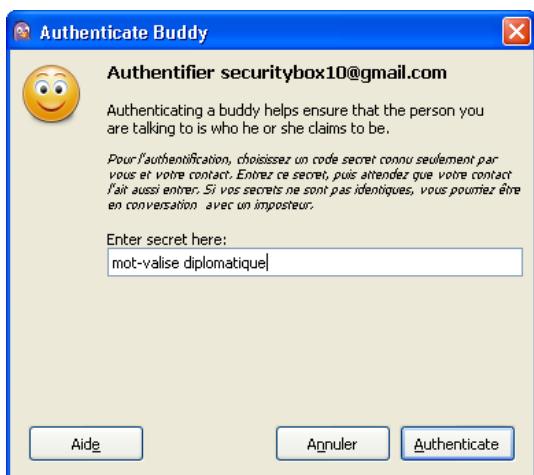 Authenticate Buddy
Authentifier securitybox10@gmail.com
Authenticating a buddy helps ensure that the person you
are talking to is who he or she claims to be.
Pour l'authentification, choisissez un code secret connu seulement par
vous et votre contact. Entrez ce secret, puis attendez que votre contact
l'ait aussi entrer. Si vos secrets ne sont pas identiques, vous pourriez être
en conversation avec un imposteur.
Enter secret here:
mot-valise diplomatique
Aide
Annuler
Authenticate